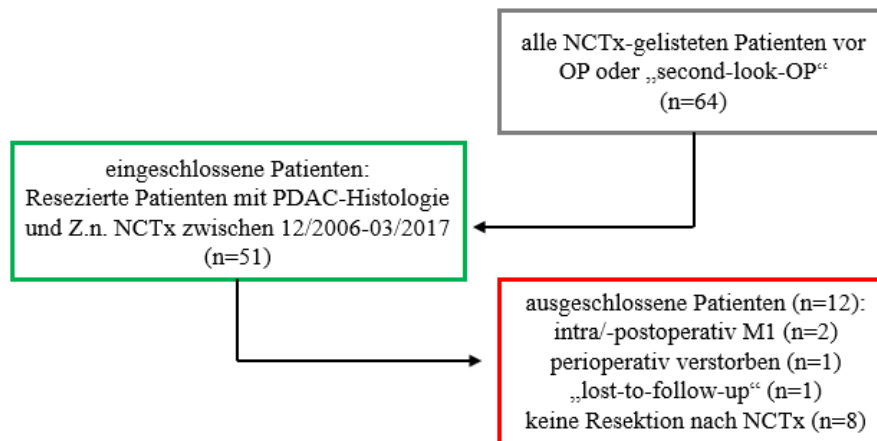 alle NCTx-gelisteten Patienten vor
OP oder „second-look-OP“
(n=64)
eingeschlossene Patienten:
Resezierte Patienten mit PDAC-Histologie
und Z.n. NCTx zwischen 12/2006-03/2017
(n=51)
ausgeschlossene Patienten (n=12):
intra/-postoperativ M1 (n=2)
perioperativ verstorben (n=1)
„lost-to-follow-up“ (n=1)
keine Resektion nach NCTx (n=8)